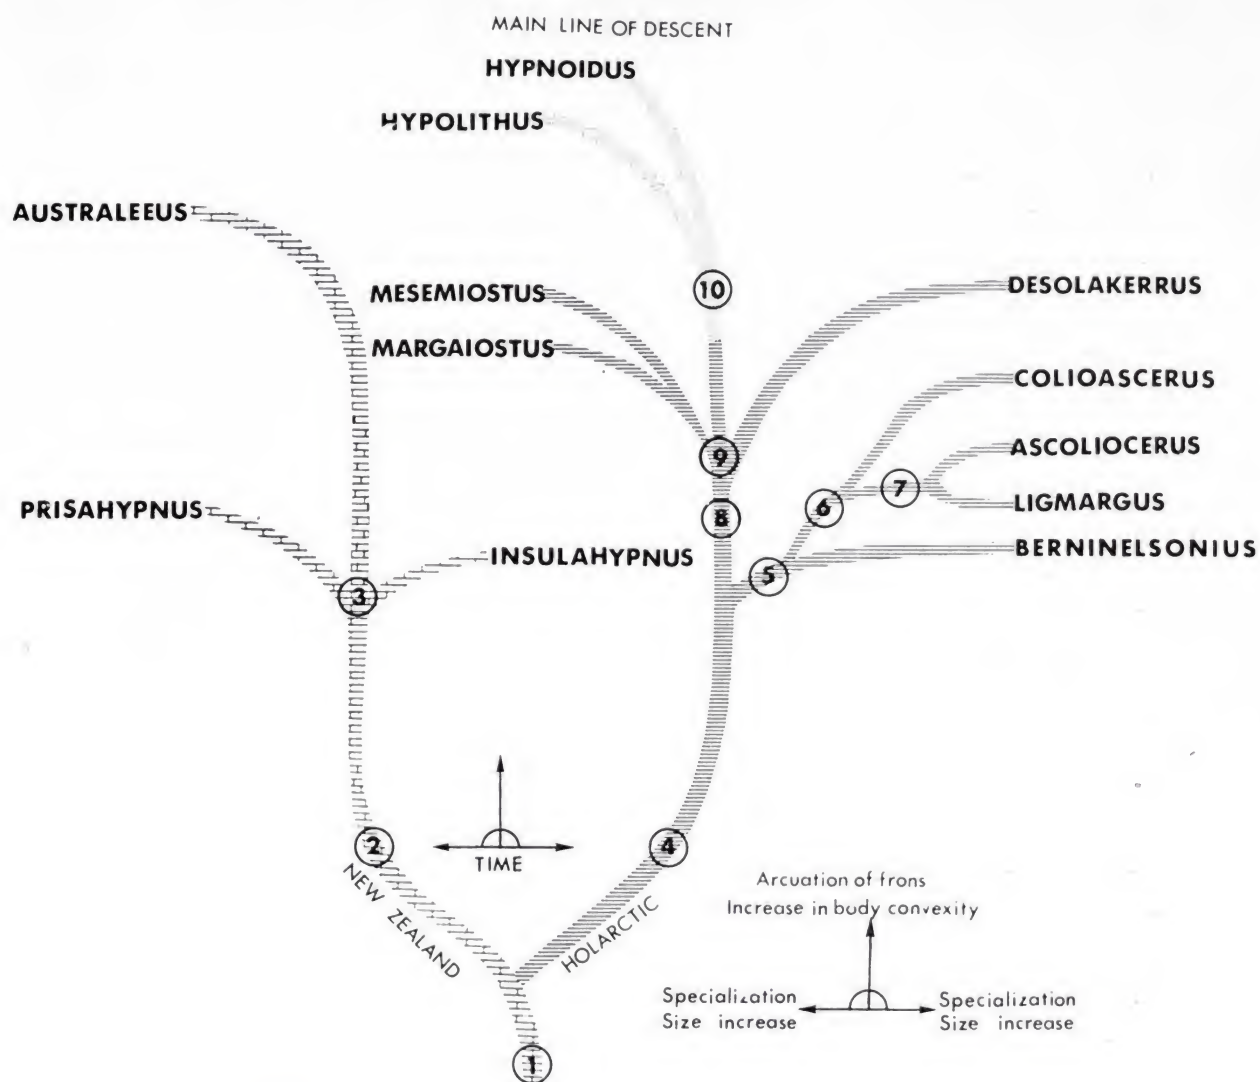 MAIN LINE OF DESCENT
HYPNOIDUS
HYPOLITHUS
AUSTRALEEUS
MESEMIOSTUS
10
DESOLAKERRUS
MARGAIOSTUS
COLIOASCERUS
9
ASCOLIOCERUS
7
LIGMARGUS
6
PRISAHYPNUS
8
BERNINELSONIUS
INSULAHYPNUS
5
3
2
4
TIME
NEW ZEALAND
HOLARCTIC
Arcuation of frons
Increase in body convexity
Specialization
Size increase
Specialization
Size increase
1